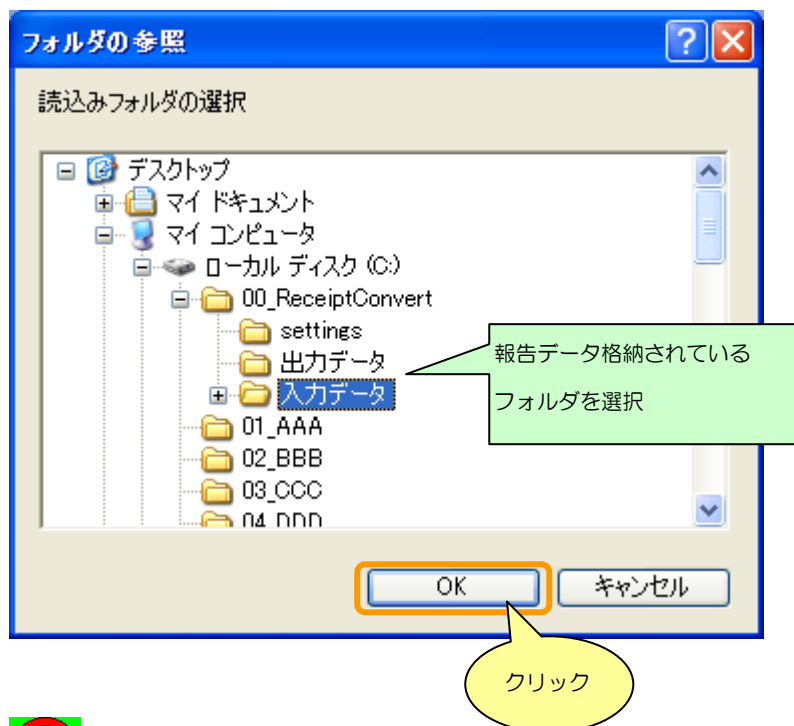 フォルダの参照
読込みフォルダの選択
デスクトップ
マイ ドキュメント
マイ コンピュータ
ローカル ディスク (C:)
00_ReceiptConvert
settings
出力データ
入力データ
01_AAA
02_BBB
03_CCC
04_DDD
報告データ格納されている
フォルダを選択
OK
キャンセル
クリック